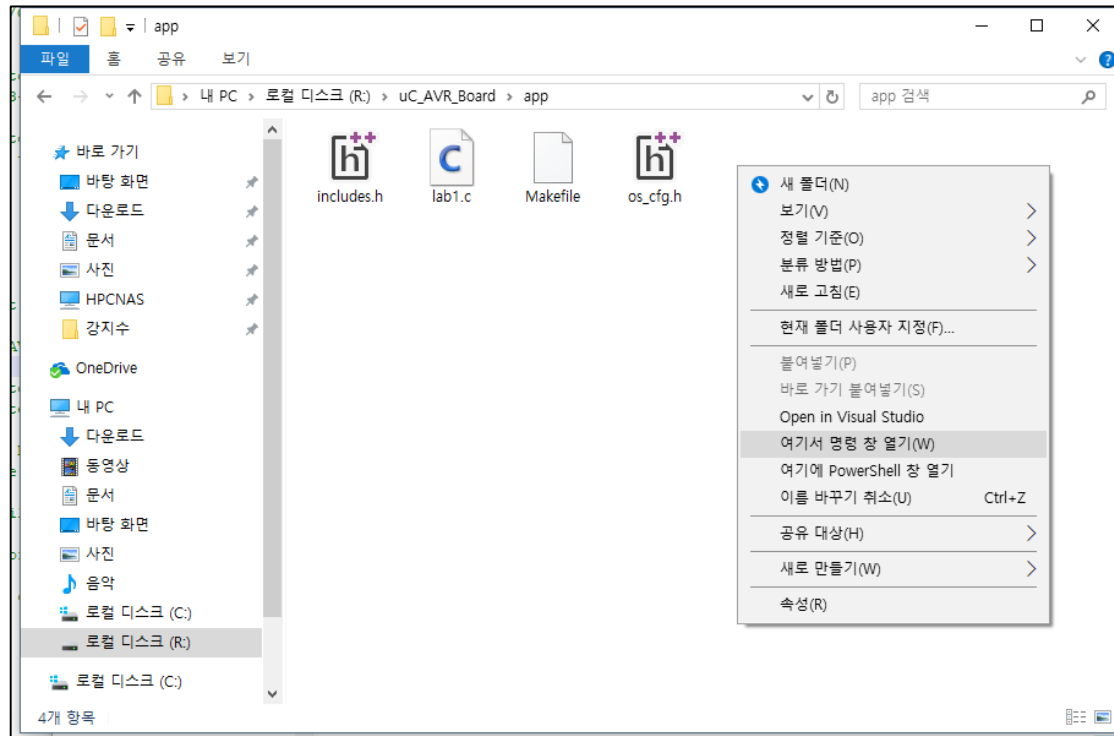 app
파일 홈 공유 보기
내 PC 로컬 디스크 (R:) uC_AVR_Board app
app 검색
바로 가기
바탕 화면
다운로드
문서
사진
HPCNAS
강지수
OneDrive
내 PC
다운로드
동영상
문서
바탕 화면
사진
음악
로컬 디스크 (C:)
로컬 디스크 (R:)
로컬 디스크 (C:)
includes.h lab1.c Makefile os_cfg.h
새 폴더(N)
보기(V)
정렬 기준(O)
분류 방법(P)
새로 고침(E)
현재 폴더 사용자 지정(F)...
붙여넣기(P)
바로 가기 붙여넣기(S)
Open in Visual Studio
여기서 명령 창 열기(W)
여기에 PowerShell 창 열기
이름 바꾸기 취소(U) Ctrl+Z
공유 대상(H)
새로 만들기(W)
속성(R)
4개 항목